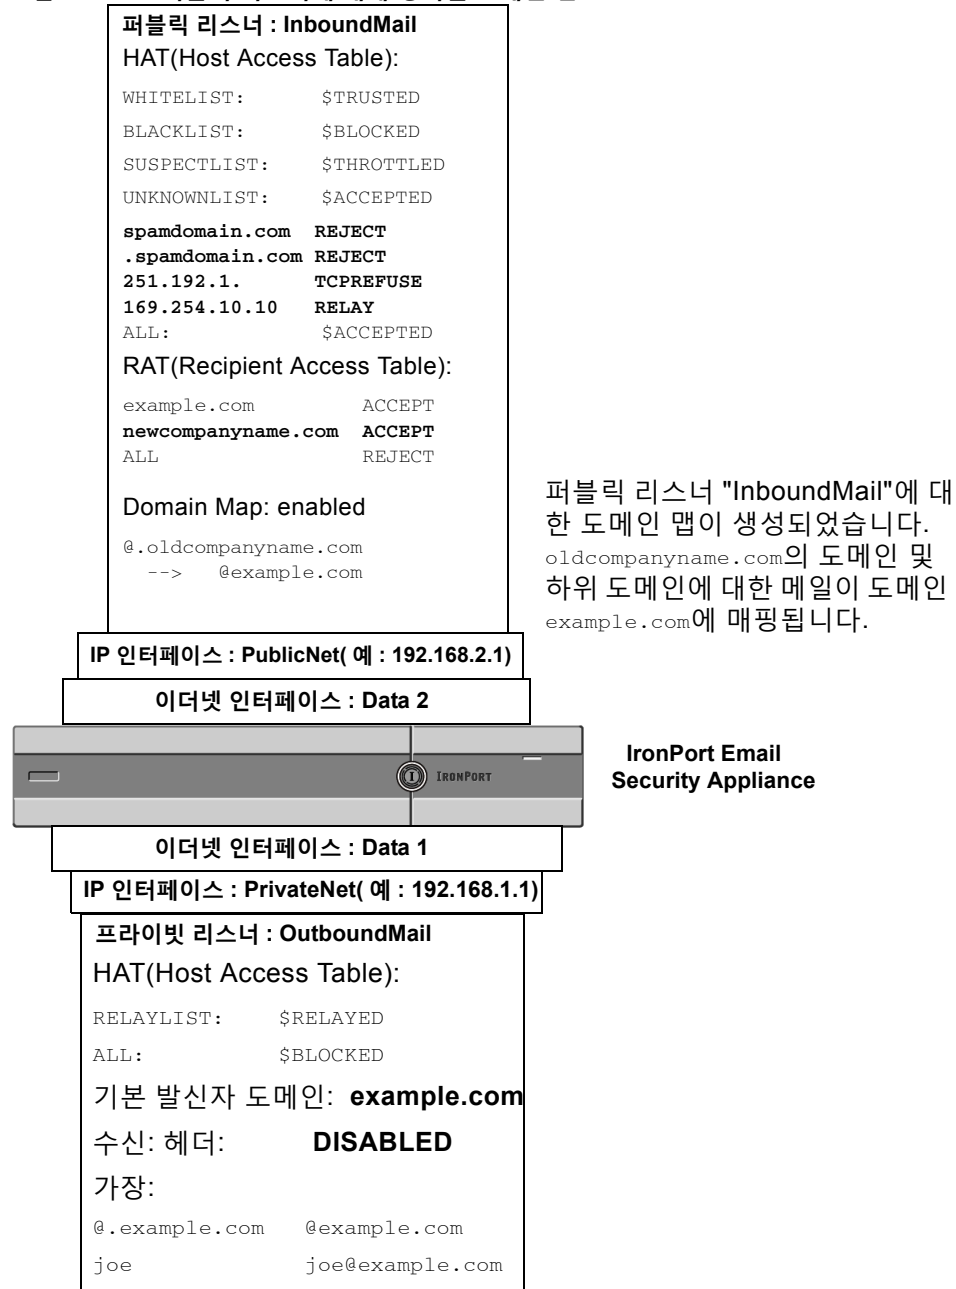 퍼블릭 리스너 : InboundMail
HAT(Host Access Table):
WHITELIST: $TRUSTED
BLACKLIST: $BLOCKED
SUSPECTLIST: $THROTTLED
UNKNOWNLIST: $ACCEPTED
spamdomain.com REJECT
.spamdomain.com REJECT
251.192.1. TCPREFUSE
169.254.10.10 RELAY
ALL: $ACCEPTED
RAT(Recipient Access Table):
example.com ACCEPT
newcompanyname.com ACCEPT
ALL REJECT
Domain Map: enabled
@.oldcompanyname.com
--> @example.com
퍼블릭 리스너 "InboundMail"에 대
한 도메인 맵이 생성되었습니다.
oldcompanyname.com의 도메인 및
하위 도메인에 대한 메일이 도메인
example.com에 매핑됩니다.
IP 인터페이스 : PublicNet( 예 : 192.168.2.1)
이더넷 인터페이스 : Data 2
IRONPORT
IronPort Email
Security Appliance
이더넷 인터페이스 : Data 1
IP 인터페이스 : PrivateNet( 예 : 192.168.1.1)
프라이빗 리스너 : OutboundMail
HAT(Host Access Table):
RELAYLIST: $RELAYED
ALL: $BLOCKED
기본 발신자 도메인: example.com
수신: 헤더: DISABLED
가장:
@.example.com @example.com
joe joe@example.com